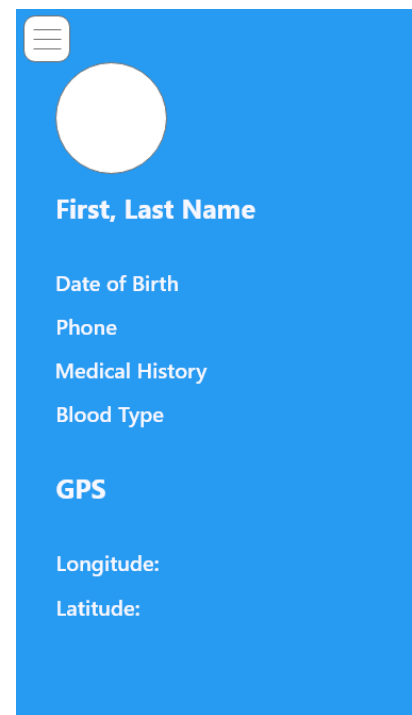 First, Last Name
Date of Birth
Phone
Medical History
Blood Type
GPS
Longitude:
Latitude: